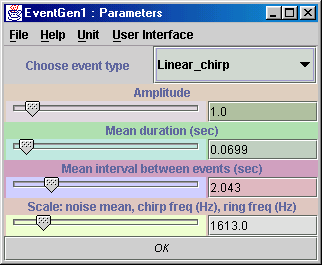 EventGen1 : Parameters
File Help Unit User Interface
Choose event type Linear_chirp
Amplitude
1.0
Mean duration (sec)
0.0699
Mean interval between events (sec)
2.043
Scale: noise mean, chirp freq (Hz), ring freq (Hz)
1613.0
OK